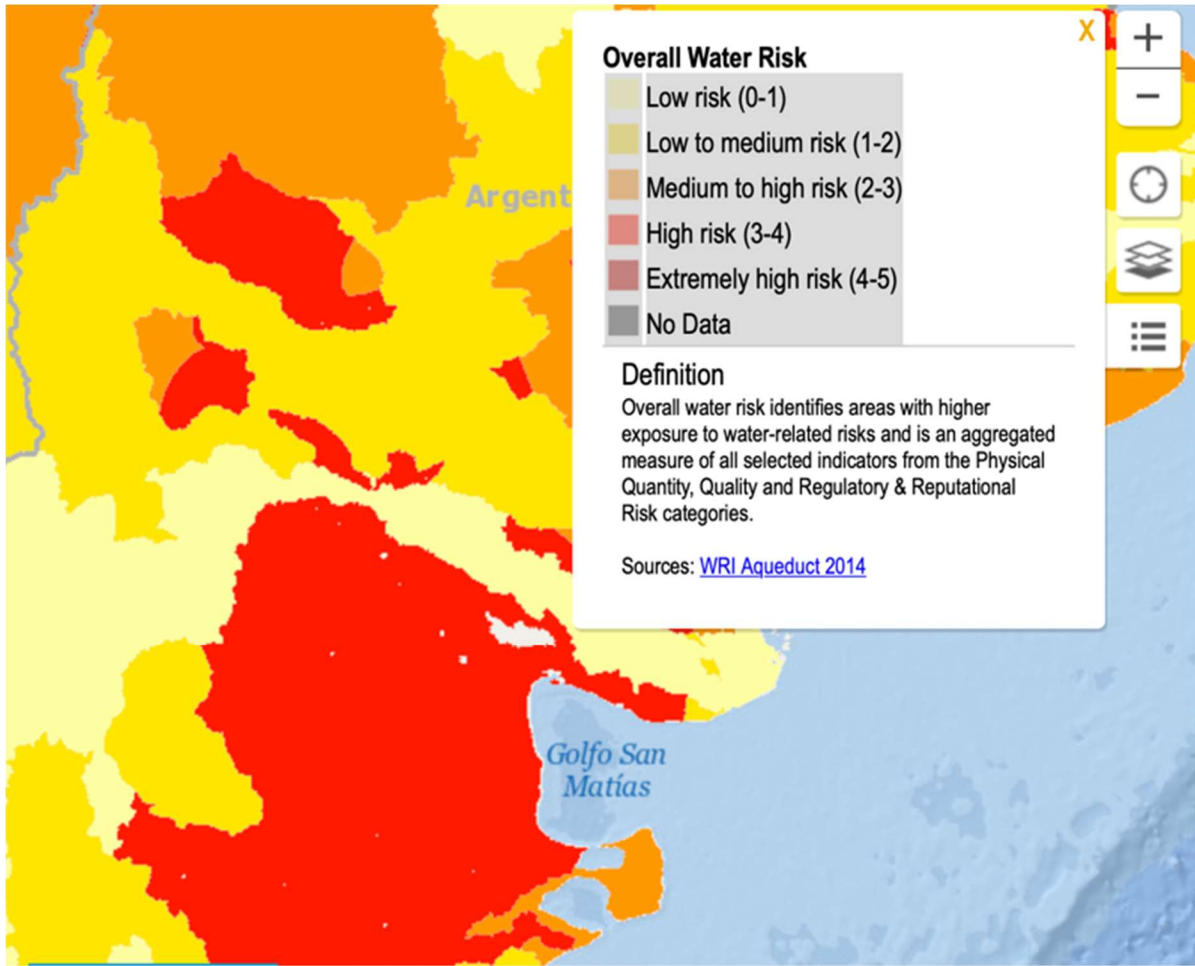 X
Overall Water Risk
Low risk (0-1)
Low to medium risk (1-2)
Medium to high risk (2-3)
High risk (3-4)
Extremely high risk (4-5)
No Data
Definition
Overall water risk identifies areas with higher
exposure to water-related risks and is an aggregated
measure of all selected indicators from the Physical
Quantity, Quality and Regulatory & Reputational
Risk categories.
Sources: WRI Aqueduct 2014
+
−
Argent
Golfo San
Matías